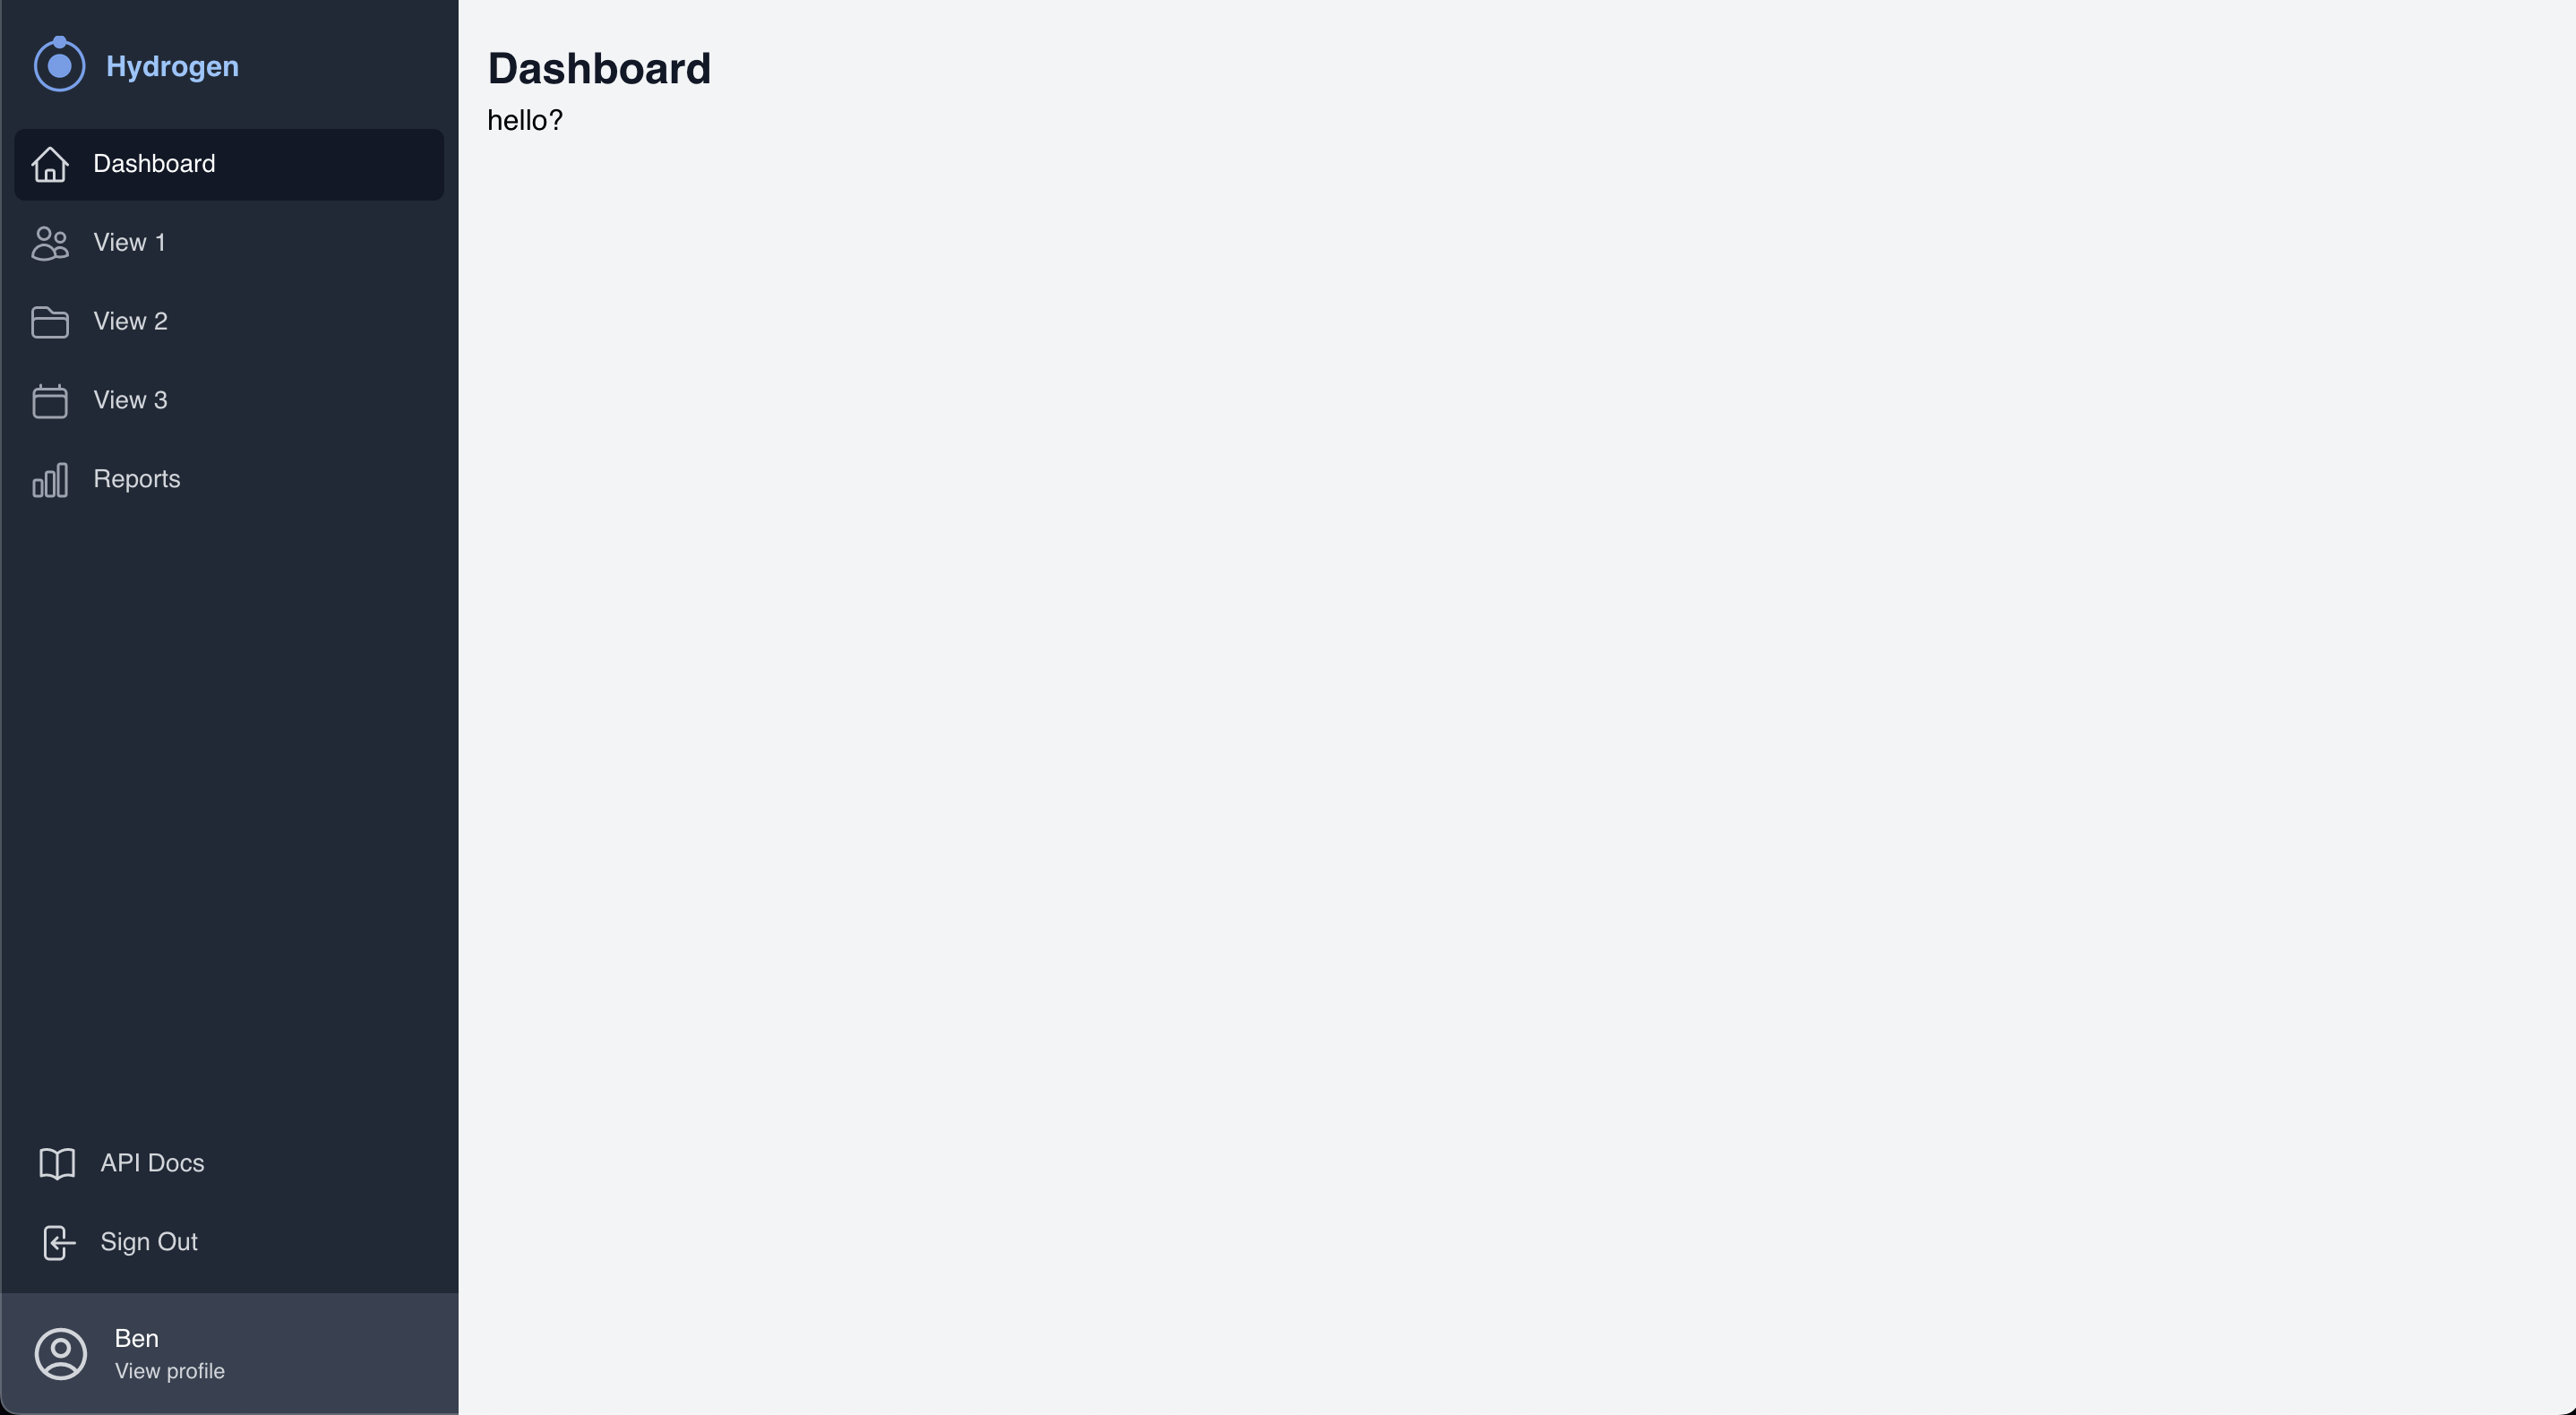 Hydrogen
Dashboard
View 1
View 2
View 3
Reports
API Docs
Sign Out
Ben
View profile
Dashboard
hello?